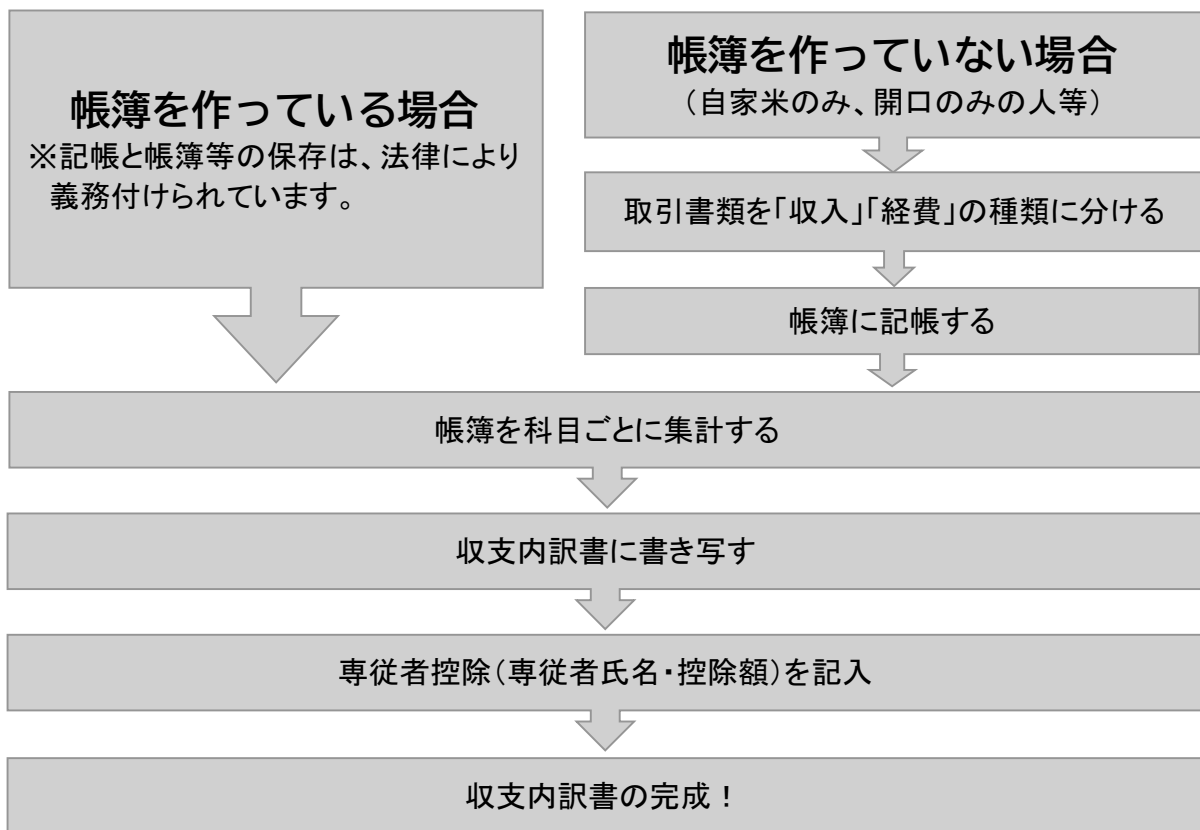 帳簿を作っている場合
※記帳と帳簿等の保存は、法律により
義務付けられています。
帳簿を作っていない場合
（自家米のみ、開口のみの人等）
取引書類を「収入」「経費」の種類に分ける
帳簿に記帳する
帳簿を科目ごとに集計する
収支内訳書に書き写す
専従者控除（専従者氏名・控除額）を記入
収支内訳書の完成！